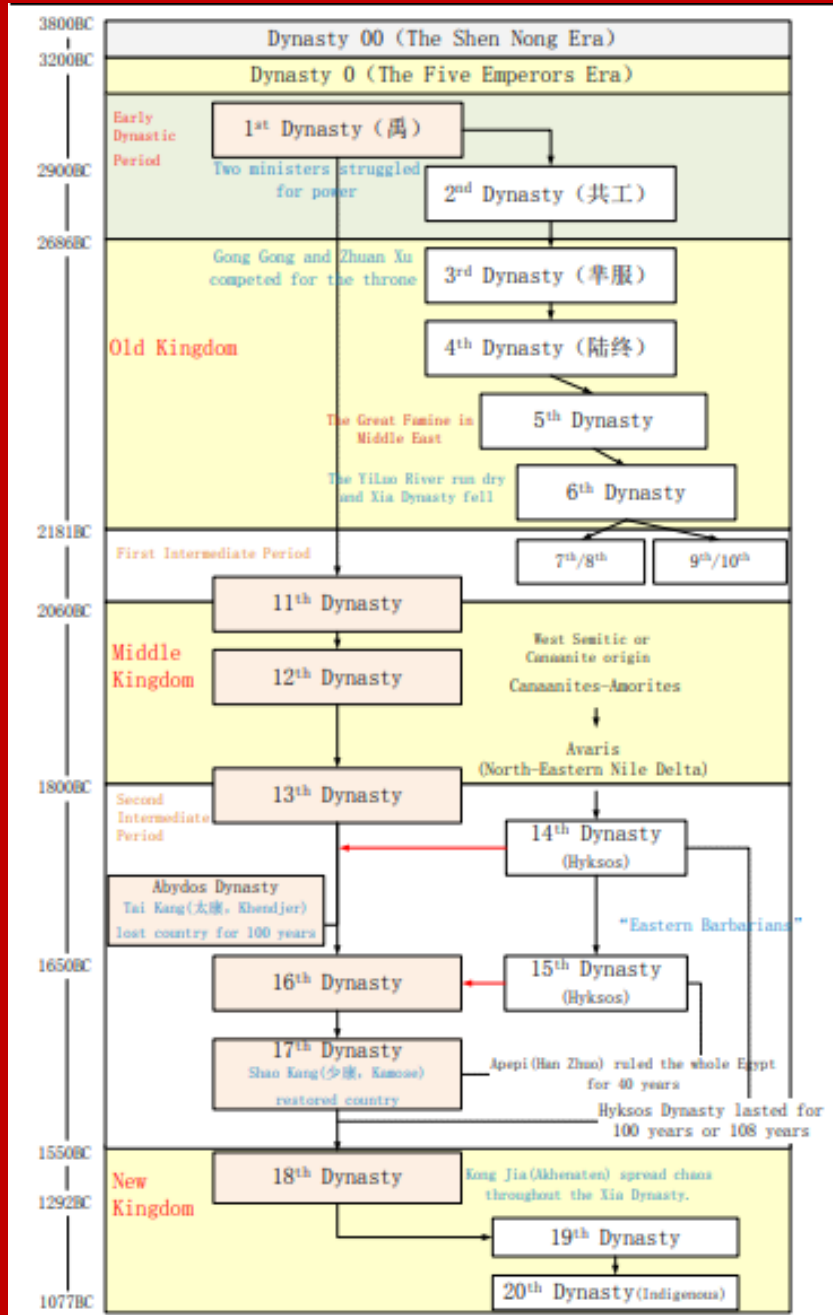 3800BC
Dynasty 00 (The Shen Nong Era)
3200BC
Dynasty 0 (The Five Emperors Era)
Early
Dynastic
Period
1st Dynasty (禹)
2900BC
Two ministers struggled
for power
2nd Dynasty (共工)
2686BC
Gong Gong and Zhuan Xu
competed for the throne
3rd Dynasty (芈服)
Old Kingdom
4th Dynasty (陆终)
The Great Famine in
Middle East
5th Dynasty
The YiLuo River run dry
and Xia Dynasty fell
6th Dynasty
2181BC
First Intermediate Period
7th/8th
9th/10th
11th Dynasty
2060BC
Middle
Kingdom
12th Dynasty
West Semitic or
Canaanite origin
Canaanites-Amorites
Avaris
(North-Eastern Nile Delta)
1800BC
13th Dynasty
Second
Intermediate
Period
14th Dynasty
(Hyksos)
Abydos Dynasty
Tai Kang(太康, Khendjer)
lost country for 100 years
“Eastern Barbarians”
1650BC
16th Dynasty
15th Dynasty
(Hyksos)
17th Dynasty
Shao Kang(少康, Kamose)
restored country
Apepi(Han Zhuo) ruled the whole Egypt
for 40 years
Hyksos Dynasty lasted for
100 years or 108 years
1550BC
18th Dynasty
New
Kingdom
Kong Jia(Akhenaten) spread chaos
throughout the Xia Dynasty.
1292BC
19th Dynasty
20th Dynasty(Indigenous)
1077BC